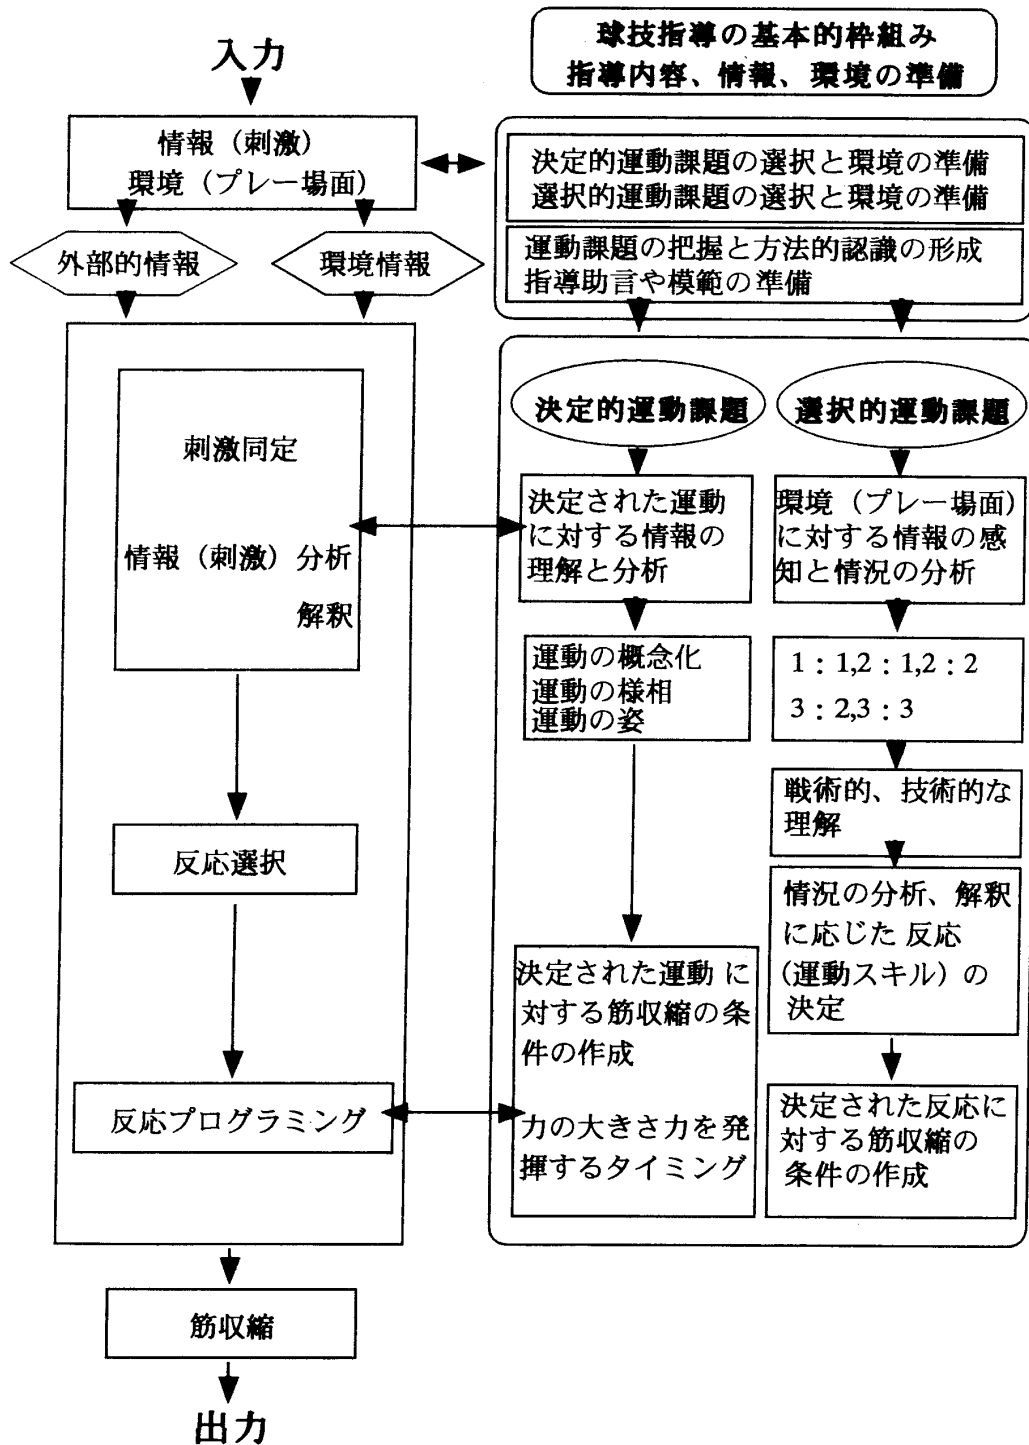 入力
情報（刺激）
環境（プレー場面）
外部的情報
環境情報
刺激同定
情報（刺激）分析
解釈
反応選択
反応プログラミング
筋収縮
出力
球技指導の基本的枠組み
指導内容、情報、環境の準備
決定的運動課題の選択と環境の準備
選択的運動課題の選択と環境の準備
運動課題の把握と方法的認識の形成
指導助言や模範の準備
決定的運動課題
決定された運動
に対する情報の
理解と分析
運動の概念化
運動の様相
運動の姿
決定された運動 に
対する筋収縮の条
件の作成
力の大きさ力を発
揮するタイミング
選択的運動課題
環境（プレー場面）
に対する情報の感
知と情況の分析
1：1,2：1,2：2
3：2,3：3
戦術的、技術的な
理解
情況の分析、解釈
に応じた 反応
(運動スキル）の
決定
決定された反応に
対する筋収縮の
条件の作成